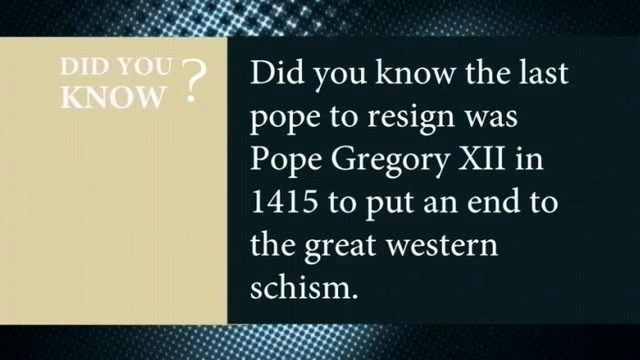 DID YOU
KNOW ?
Did you know the last
pope to resign was
Pope Gregory XII in
1415 to put an end to
the great western
schism.